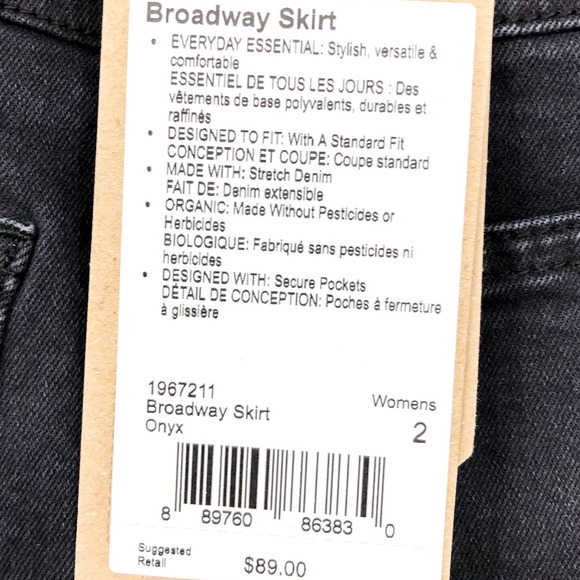 Broadway Skirt
• EVERYDAY ESSENTIAL: Stylish, versatile &
comfortable
ESSENTIEL DE TOUS LES JOURS : Des
vêtements de base polyvalents, durables et
raffinés
• DESIGNED TO FIT: With A Standard Fit
CONCEPTION ET COUPE: Coupe standard
• MADE WITH: Stretch Denim
FAIT DE: Denim extensible
• ORGANIC: Made Without Pesticides or
Herbicides
BIOLOGIQUE: Fabriqué sans pesticides ni
herbicides
• DESIGNED WITH: Secure Pockets
DÉTAIL DE CONCEPTION: Poches à fermeture
à glissière
1967211
Broadway Skirt
Onyx
Womens
2
8 89760 86383 0
Suggested
Retail
$89.00